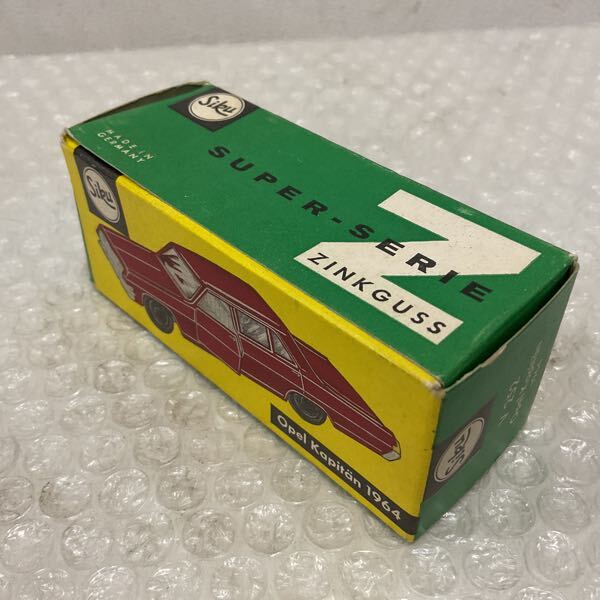 Siku
MADE IN
GERMANY
SUPER-SERIE
Z
ZINKGUSS
Siku
Opel Kapitän 1964
Siku